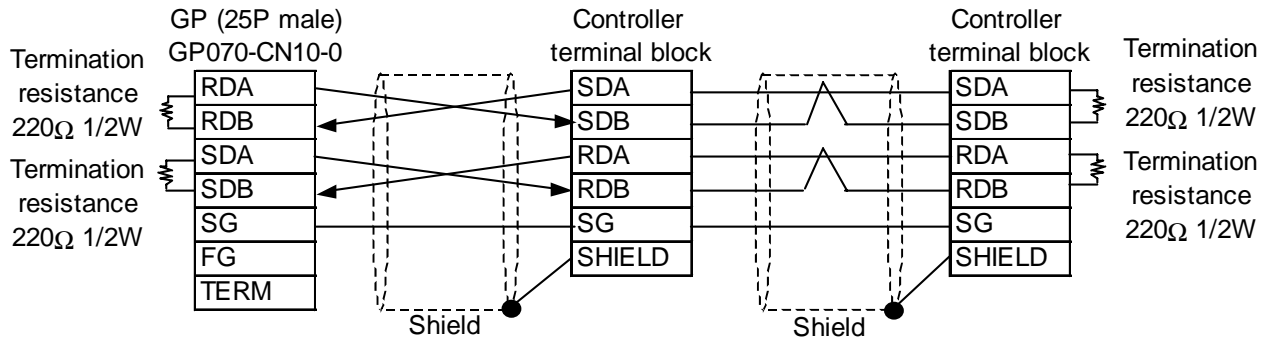 GP (25P male)
GP070-CN10-0
Termination
resistance
220Ω 1/2W
Termination
resistance
220Ω 1/2W
RDA
RDB
SDA
SDB
SG
FG
TERM
Shield
Controller
terminal block
SDA
SDB
RDA
RDB
SG
SHIELD
Shield
Controller
terminal block
SDA
SDB
RDA
RDB
SG
SHIELD
Termination
resistance
220Ω 1/2W
Termination
resistance
220Ω 1/2W